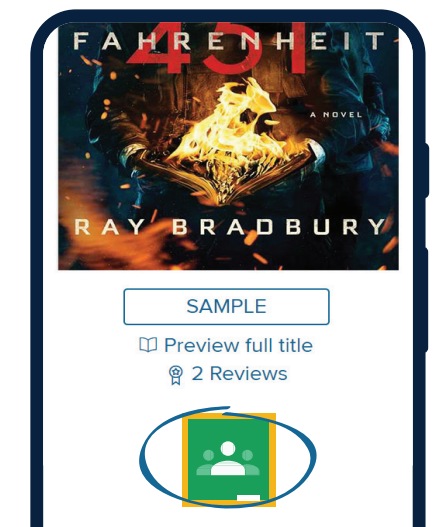 FAHRENHEIT
451
A NOVEL
RAY BRADBURY
SAMPLE
Preview full title
2 Reviews